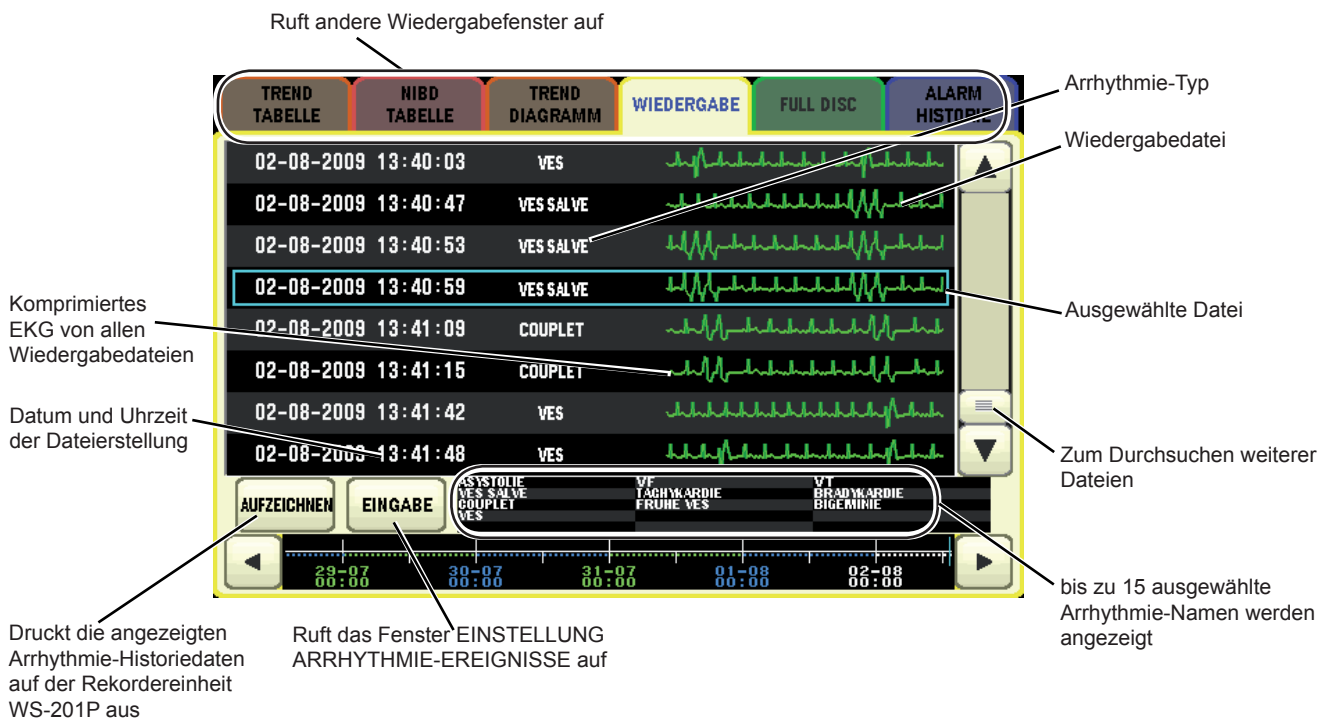 Ruft andere Wiedergabefenster auf
TREND
TABELLE
NIBD
TABELLE
TREND
DIAGRAMM
WIEDERGABE
FULL DISC
ALARM
HISTORIE
Arrhythmie-Typ
Wiedergabedatei
02-08-2009 13:40:03 VES
02-08-2009 13:40:47 VES SALVE
02-08-2009 13:40:53 VES SALVE
02-08-2009 13:40:59 VES SALVE
02-08-2009 13:41:09 COUPLET
02-08-2009 13:41:15 COUPLET
02-08-2009 13:41:42 VES
02-08-2009 13:41:48 VES
Komprimiertes
EKG von allen
Wiedergabedateien
Ausgewählte Datei
Datum und Uhrzeit
der Dateierstellung
Zum Durchsuchen weiterer
Dateien
AUFZEICHNEN
EINGABE
ASYSTOLIE VF VT
VES SALVE TACHYKARDIE BRADYKARDIE
COUPLET FRÜHE VES BIGEMINIE
VES
29-07 30-07 31-07 01-08 02-08
00:00 00:00 00:00 00:00 00:00
bis zu 15 ausgewählte
Arrhythmie-Namen werden
angezeigt
Druckt die angezeigten
Arrhythmie-Historiedaten
auf der Rekordereinheit
WS-201P aus
Ruft das Fenster EINSTELLUNG
ARRHYTHMIE-EREIGNISSE auf